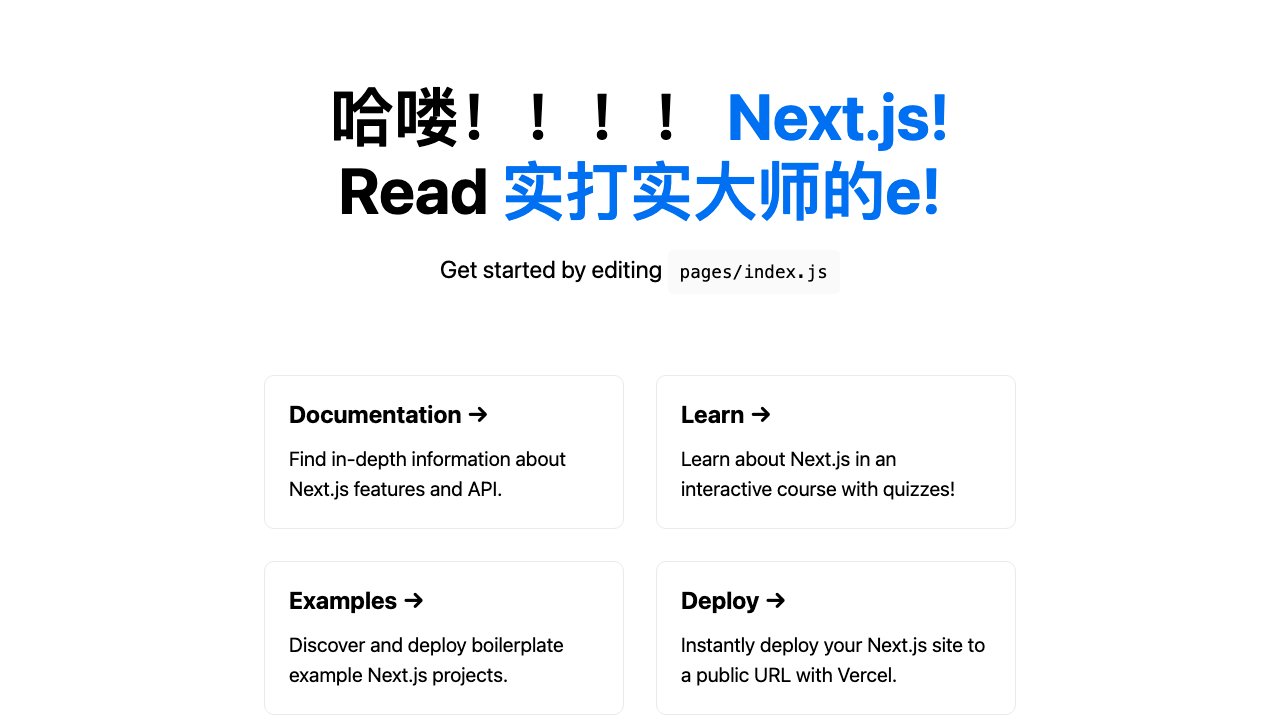 哈喽！！！！ Next.js!
Read 实打实大师的e!
Get started by editing pages/index.js
Documentation →
Find in-depth information about
Next.js features and API.
Learn →
Learn about Next.js in an
interactive course with quizzes!
Examples →
Discover and deploy boilerplate
example Next.js projects.
Deploy →
Instantly deploy your Next.js site to
a public URL with Vercel.